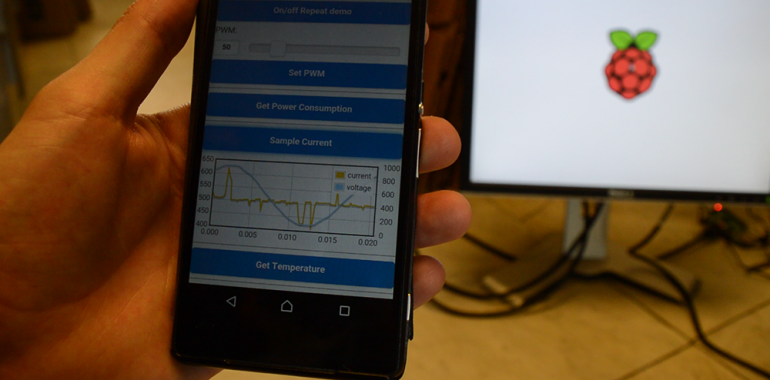 On/off Repeat demo
PWM:
50
Set PWM
Get Power Consumption
Sample Current
650
600
550
500
450
400
current
voltage
1000
800
600
400
200
0
0.000 0.005 0.010 0.015 0.020
Get Temperature